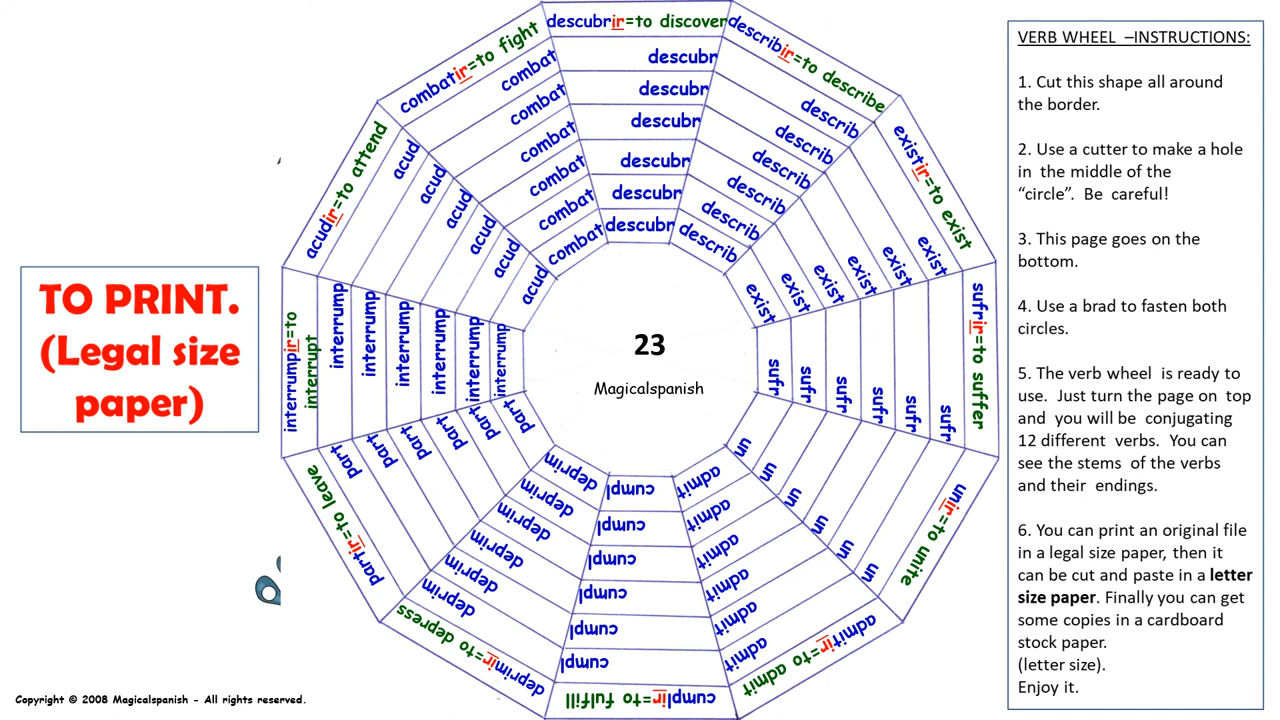 TO PRINT.
(Legal size
paper)
descubrir=to discover
descubr
descubr
descubr
descubr
descubr
descubr
describir=to describe
describ
describ
describ
describ
describ
describ
existir=to exist
exist
exist
exist
exist
exist
exist
sufrir=to suffer
sufr
sufr
sufr
sufr
sufr
sufr
unir=to unite
un
un
un
un
un
un
admitir=to admit
admit
admit
admit
admit
admit
admit
cumplir=to fulfill
cumpl
cumpl
cumpl
cumpl
cumpl
cumpl
deprimir=to depress
deprim
deprim
deprim
deprim
deprim
deprim
partir=to leave
part
part
part
part
part
part
interrumpir=to
interrupt
interrump
interrump
interrump
interrump
interrump
interrump
acudir=to attend
acud
acud
acud
acud
acud
acud
combatir=to fight
combat
combat
combat
combat
combat
combat
23
Magicalspanish
VERB WHEEL –INSTRUCTIONS:
1. Cut this shape all around
the border.
2. Use a cutter to make a hole
in the middle of the
“circle”. Be careful!
3. This page goes on the
bottom.
4. Use a brad to fasten both
circles.
5. The verb wheel is ready to
use. Just turn the page on top
and you will be conjugating
12 different verbs. You can
see the stems of the verbs
and their endings.
6. You can print an original file
in a legal size paper, then it
can be cut and paste in a letter
size paper. Finally you can get
some copies in a cardboard
stock paper.
(letter size).
Enjoy it.
Copyright © 2008 Magicalspanish - All rights reserved.